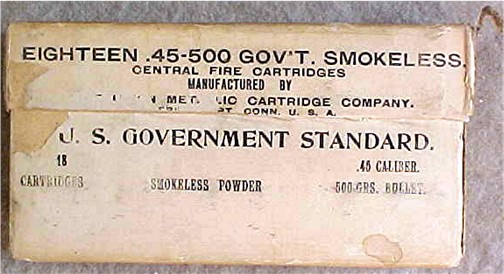 EIGHTEEN .45-500 GOV'T. SMOKELESS.
CENTRAL FIRE CARTRIDGES
MANUFACTURED BY
CARTRIDGE COMPANY.
CONN. U. S. A.
U. S. GOVERNMENT STANDARD.
18 .45 CALIBER.
CARTRIDGES SMOKELESS POWDER 500-GRS. BULLET.